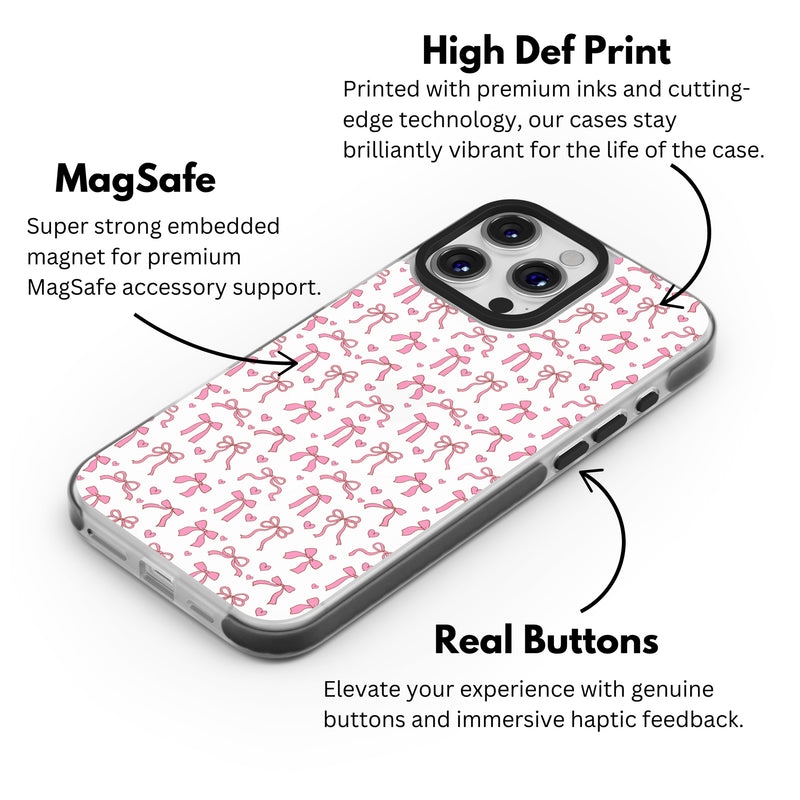 High Def Print
Printed with premium inks and cutting-
edge technology, our cases stay
brilliantly vibrant for the life of the case.
MagSafe
Super strong embedded
magnet for premium
MagSafe accessory support.
Real Buttons
Elevate your experience with genuine
buttons and immersive haptic feedback.